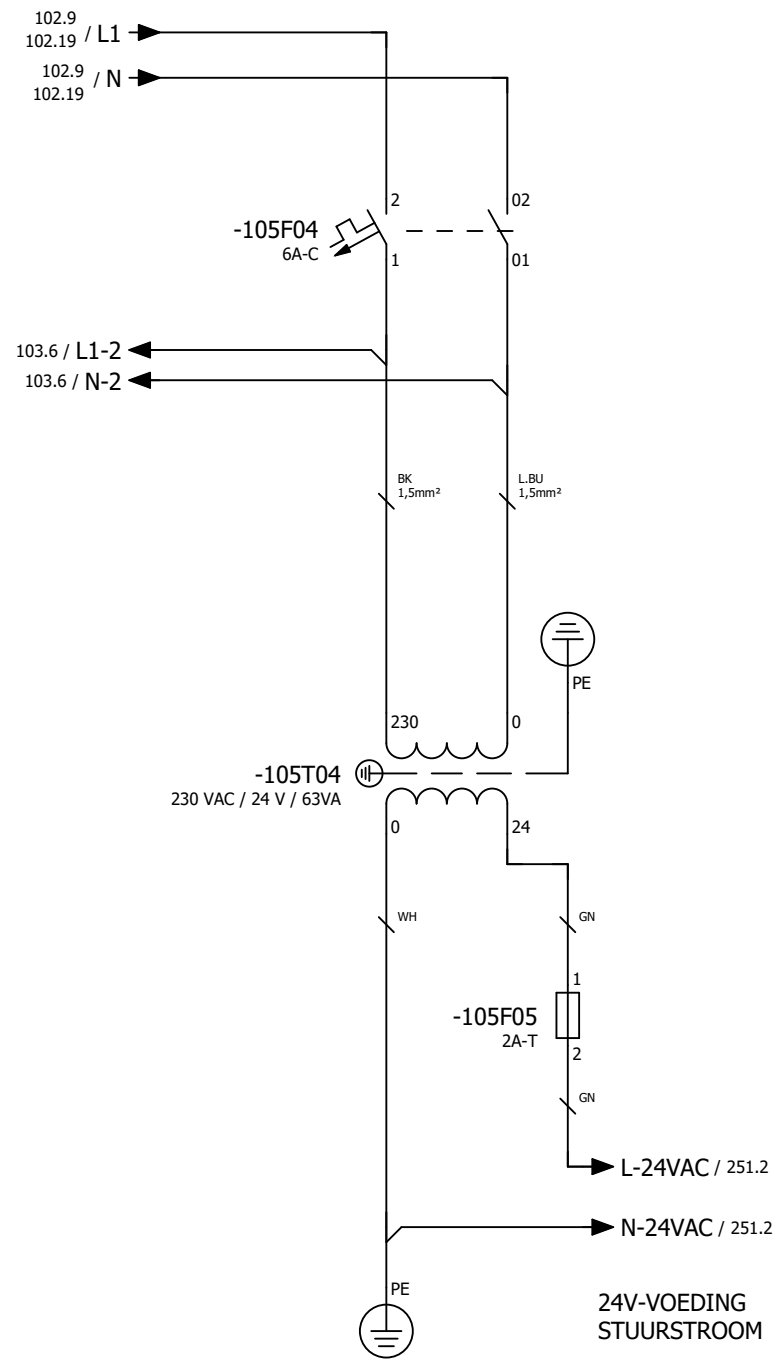 102.9
102.19 / L1
102.9
102.19 / N
2
02
-105F04
6A-C
1
01
103.6 / L1-2
103.6 / N-2
BK
1,5mm²
L.BU
1,5mm²
PE
230
0
-105T04
230 VAC / 24 V / 63VA
0
24
WH
GN
1
-105F05
2A-T
2
GN
L-24VAC / 251.2
N-24VAC / 251.2
PE
24V-VOEDING
STUURSTROOM